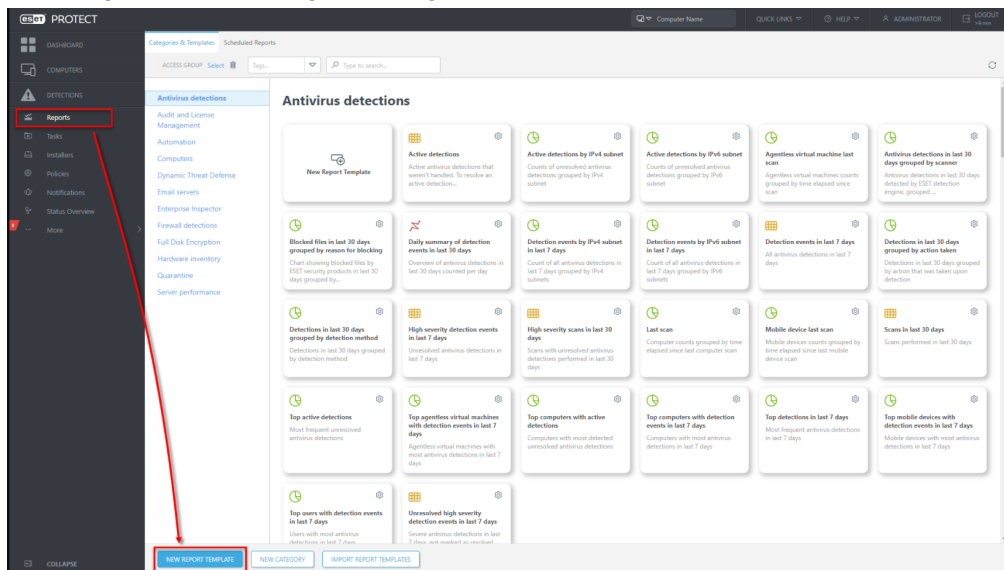 eset PROTECT
Computer Name
QUICK LINKS
HELP
ADMINISTRATOR
LOGOUT
>9 min
DASHBOARD
COMPUTERS
DETECTIONS
Reports
Tasks
Installers
Policies
Notifications
Status Overview
More
COLLAPSE
Categories & Templates
Scheduled Reports
ACCESS GROUP
Select
Tags...
Type to search...
Antivirus detections
Audit and License
Management
Automation
Computers
Dynamic Threat Defense
Email servers
Enterprise Inspector
Firewall detections
Full Disk Encryption
Hardware inventory
Quarantine
Server performance
Antivirus detections
New Report Template
Active detections
Active antivirus detections that
weren't handled. To resolve an
active detection...
Active detections by IPv4 subnet
Counts of unresolved antivirus
detections grouped by IPv4
subnet
Active detections by IPv6 subnet
Counts of unresolved antivirus
detections grouped by IPv6
subnet
Agentless virtual machine last
scan
Agentless virtual machines counts
grouped by time elapsed since
scan
Antivirus detections in last 30
days grouped by scanner
Antivirus detections in last 30 days
detected by ESET detection
engine, grouped ...
Blocked files in last 30 days
grouped by reason for blocking
Chart showing blocked files by
ESET security products in last 30
days grouped by...
Daily summary of detection
events in last 30 days
Overview of antivirus detections in
last 30 days counted per day
Detection events by IPv4 subnet
in last 7 days
Count of all antivirus detections in
last 7 days grouped by IPv4
subnets
Detection events by IPv6 subnet
in last 7 days
Count of all antivirus detections in
last 7 days grouped by IPv6
subnets
Detection events in last 7 days
All antivirus detections in last 7
days
Detections in last 30 days
grouped by action taken
Detections in last 30 days grouped
by action that was taken upon
detection
Detections in last 30 days
grouped by detection method
Detections in last 30 days grouped
by detection method
High severity detection events
in last 7 days
Unresolved antivirus detections in
last 7 days
High severity scans in last 30
days
Scans with unresolved antivirus
detections performed in last 30
days
Last scan
Computer counts grouped by time
elapsed since last computer scan
Mobile device last scan
Mobile devices counts grouped by
time elapsed since last mobile
device scan
Scans in last 30 days
Scans performed in last 30 days
Top active detections
Most frequent unresolved
antivirus detections
Top agentless virtual machines
with detection events in last 7
days
Agentless virtual machines with
most antivirus detections in last 7
days
Top computers with active
detections
Computers with most detected
unresolved antivirus detections
Top computers with detection
events in last 7 days
Computers with most antivirus
detections in last 7 days
Top detections in last 7 days
Most frequent antivirus detections
in last 7 days
Top mobile devices with
detection events in last 7 days
Mobile devices with most antivirus
detections in last 7 days
Top users with detection events
in last 7 days
Users with most antivirus
detections in last 7 days
Unresolved high severity
detection events in last 7 days
Severe antivirus detections in last
7 days, not marked as resolved
NEW REPORT TEMPLATE
NEW CATEGORY
IMPORT REPORT TEMPLATES